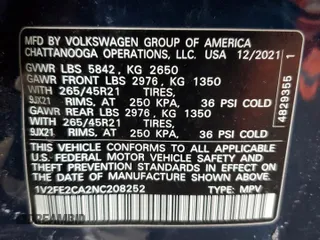 MFD BY VOLKSWAGEN GROUP OF AMERICA
CHATTANOOGA OPERATIONS, LLC. USA 12/2021
GVWR LBS 5842, KG 2650
GAWR FRONT LBS 2976, KG 1350
WITH 265/45R21 TIRES,
9JX21 RIMS, AT 250 KPA, 36 PSI COLD
GAWR REAR LBS 2976, KG 1350
WITH 265/45R21 TIRES,
9JX21 RIMS, AT 250 KPA, 36 PSI COLD
THIS VEHICLE CONFORMS TO ALL APPLICABLE
FEDERAL MOTOR VEHICLE SAFETY AND
THEFT PREVENTION STANDARDS IN EFFECT
ON THE DATE OF MANUFACTURE SHOWN ABOVE
1V2FE2CA2NC208252 TYPE: MPV
1
4829355